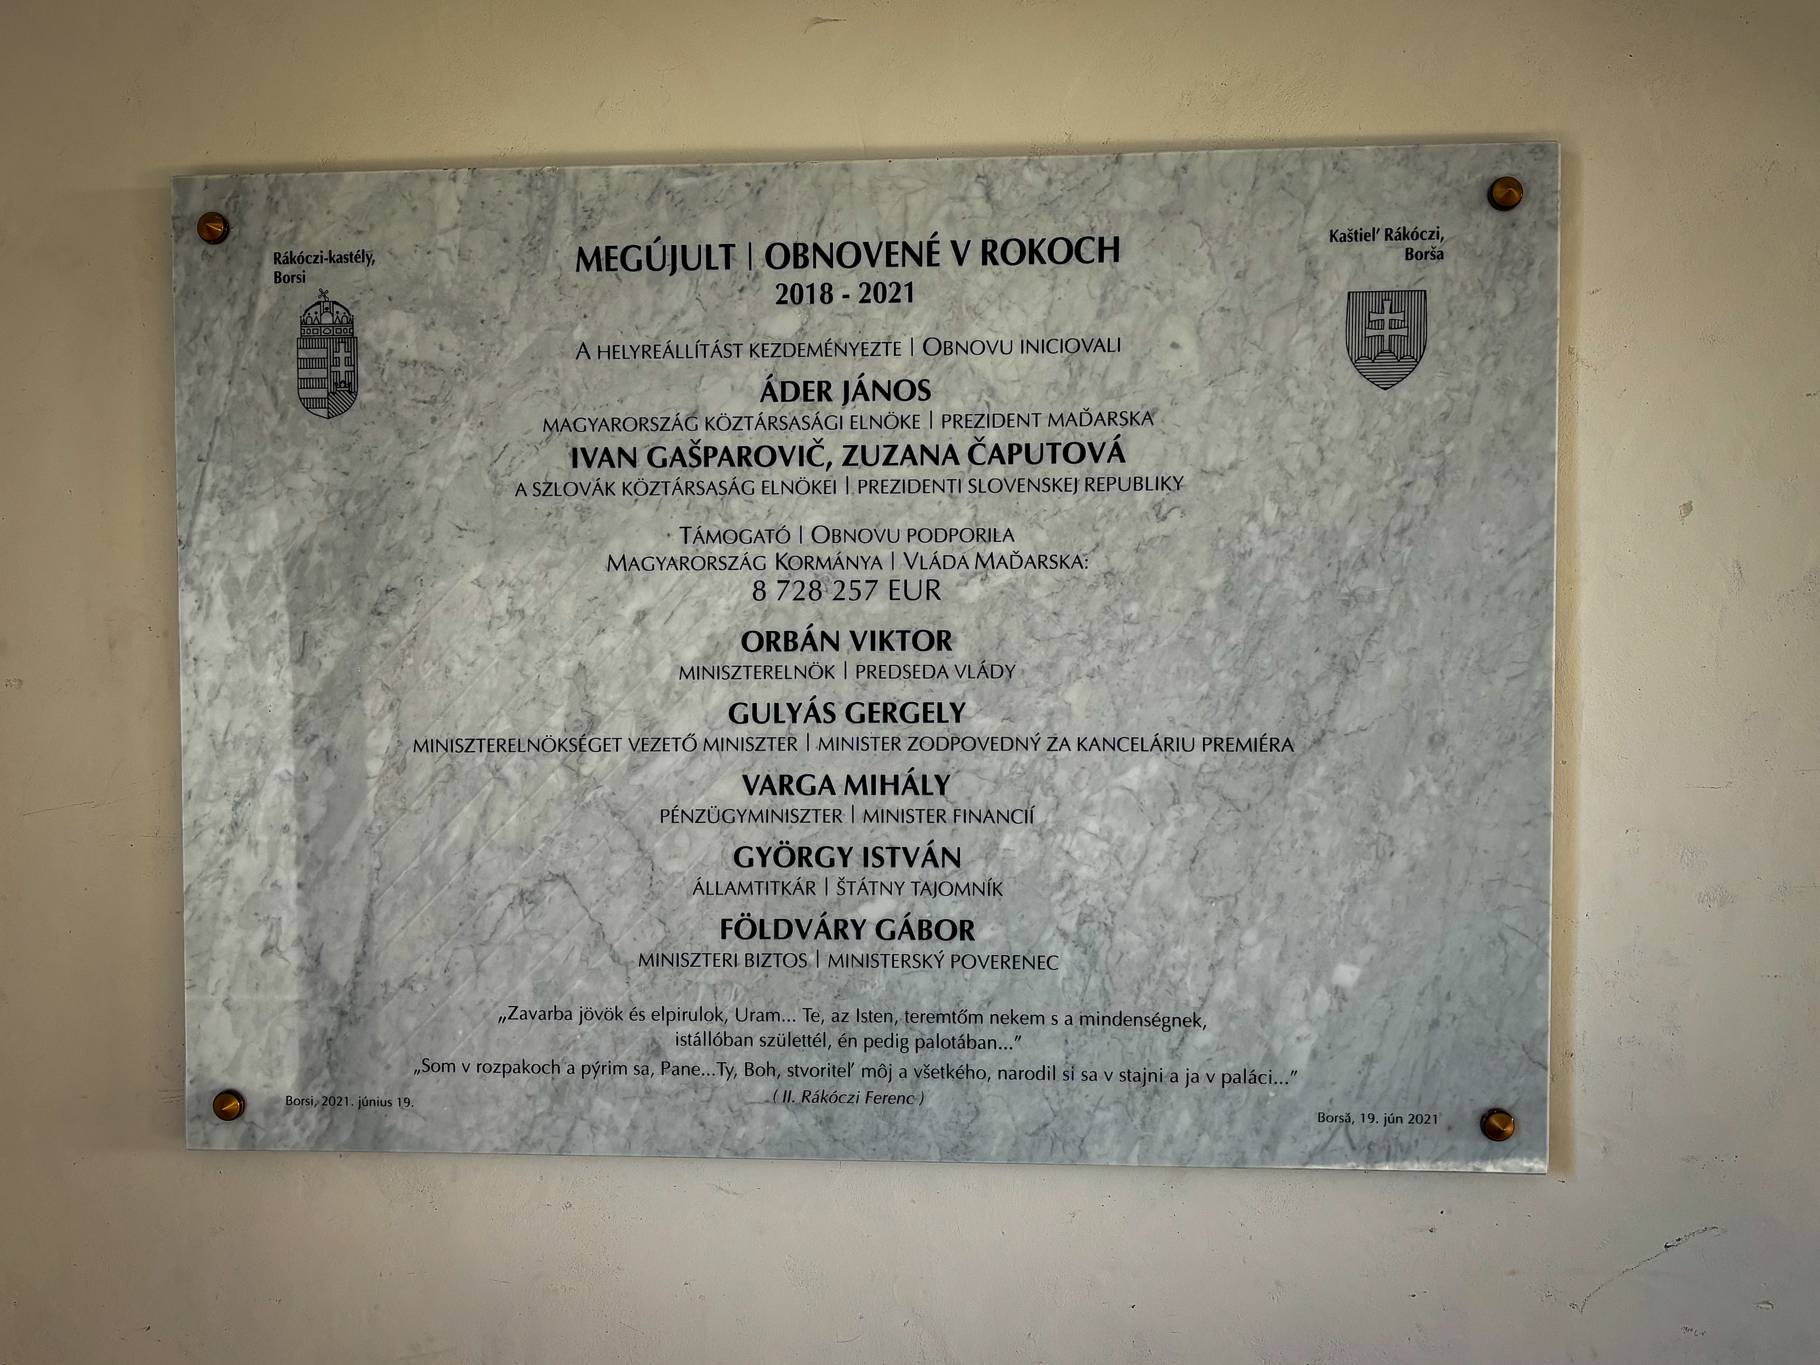 Rákóczi-kastély,
Borsi
Kaštieľ Rákóczi,
Borša
MEGÚJULT | OBNOVENÉ V ROKOCH
2018 - 2021
A HELYREÁLLÍTÁST KEZDEMÉNYEZTE | OBNOVU INICIOVALI
ÁDER JÁNOS
MAGYARORSZÁG KÖZTÁRSASÁGI ELNÖKE | PREZIDENT MAĎARSKA
IVAN GAŠPAROVIČ, ZUZANA ČAPUTOVÁ
A SZLOVÁK KÖZTÁRSASÁG ELNÖKEI | PREZIDENTI SLOVENSKEJ REPUBLIKY
TÁMOGATÓ | OBNOVU PODPORILA
MAGYARORSZÁG KORMÁNYA | VLÁDA MAĎARSKA:
8 728 257 EUR
ORBÁN VIKTOR
MINISZTERELNÖK | PREDSEDA VLÁDY
GULYÁS GERGELY
MINISZTERELNÖKSÉGET VEZETŐ MINISZTER | MINISTER ZODPOVEDNÝ ZA KANCELÁRIU PREMIÉRA
VARGA MIHÁLY
PÉNZÜGYMINISZTER | MINISTER FINANCIÍ
GYÖRGY ISTVÁN
ÁLLAMTITKÁR | ŠTÁTNY TAJOMNÍK
FÖLDVÁRY GÁBOR
MINISZTERI BIZTOS | MINISTERSKÝ POVERENEC
„Zavarba jövök és elpirulok, Uram... Te, az Isten, teremtőm nekem s a mindenségnek,
istállóban születtél, én pedig palotában...”
„Som v rozpakoch a pýrim sa, Pane...Ty, Boh, stvoriteľ môj a všetkého, narodil si sa v stajni a ja v paláci...”
( II. Rákóczi Ferenc )
Borsi, 2021. június 19.
Borsă, 19. jún 2021